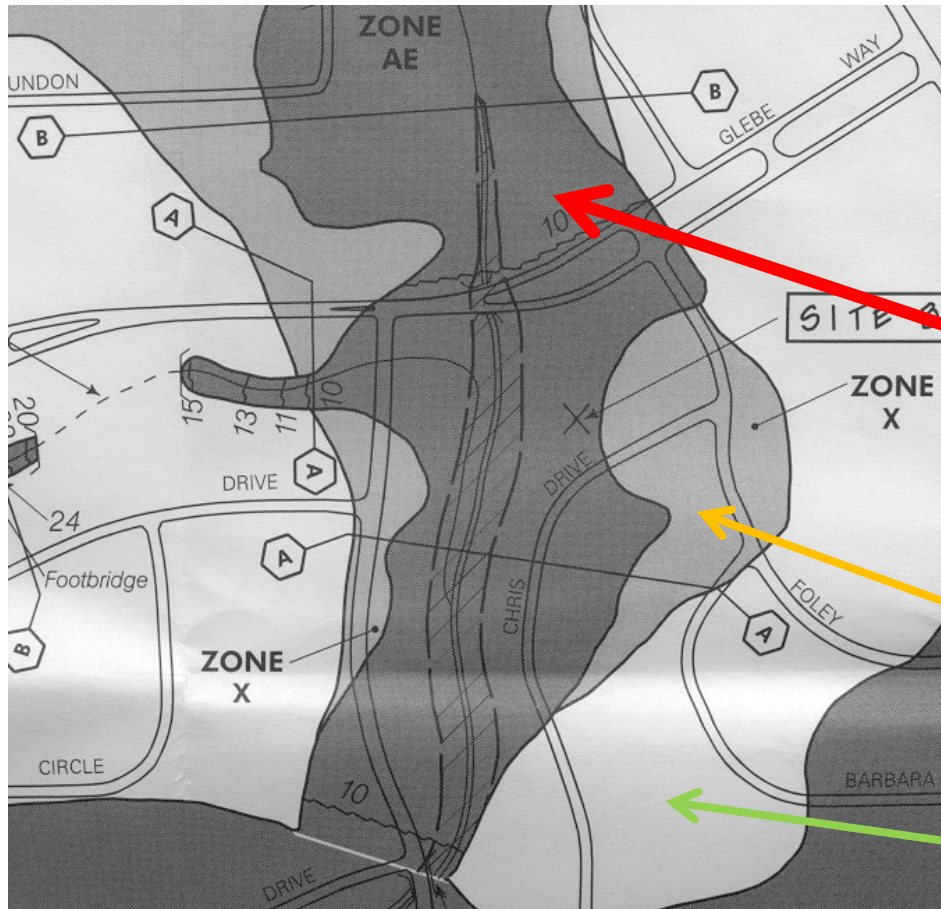 ZONE
AE
UNDON
B
B
WAY
GLEBE
A
10
SITE B
15
13
11
10
ZONE
X
20
DRIVE
A
DRIVE
24
A
Footbridge
CHRIS
FOLEY
A
B
ZONE
X
CIRCLE
10
BARBARA
DRIVE